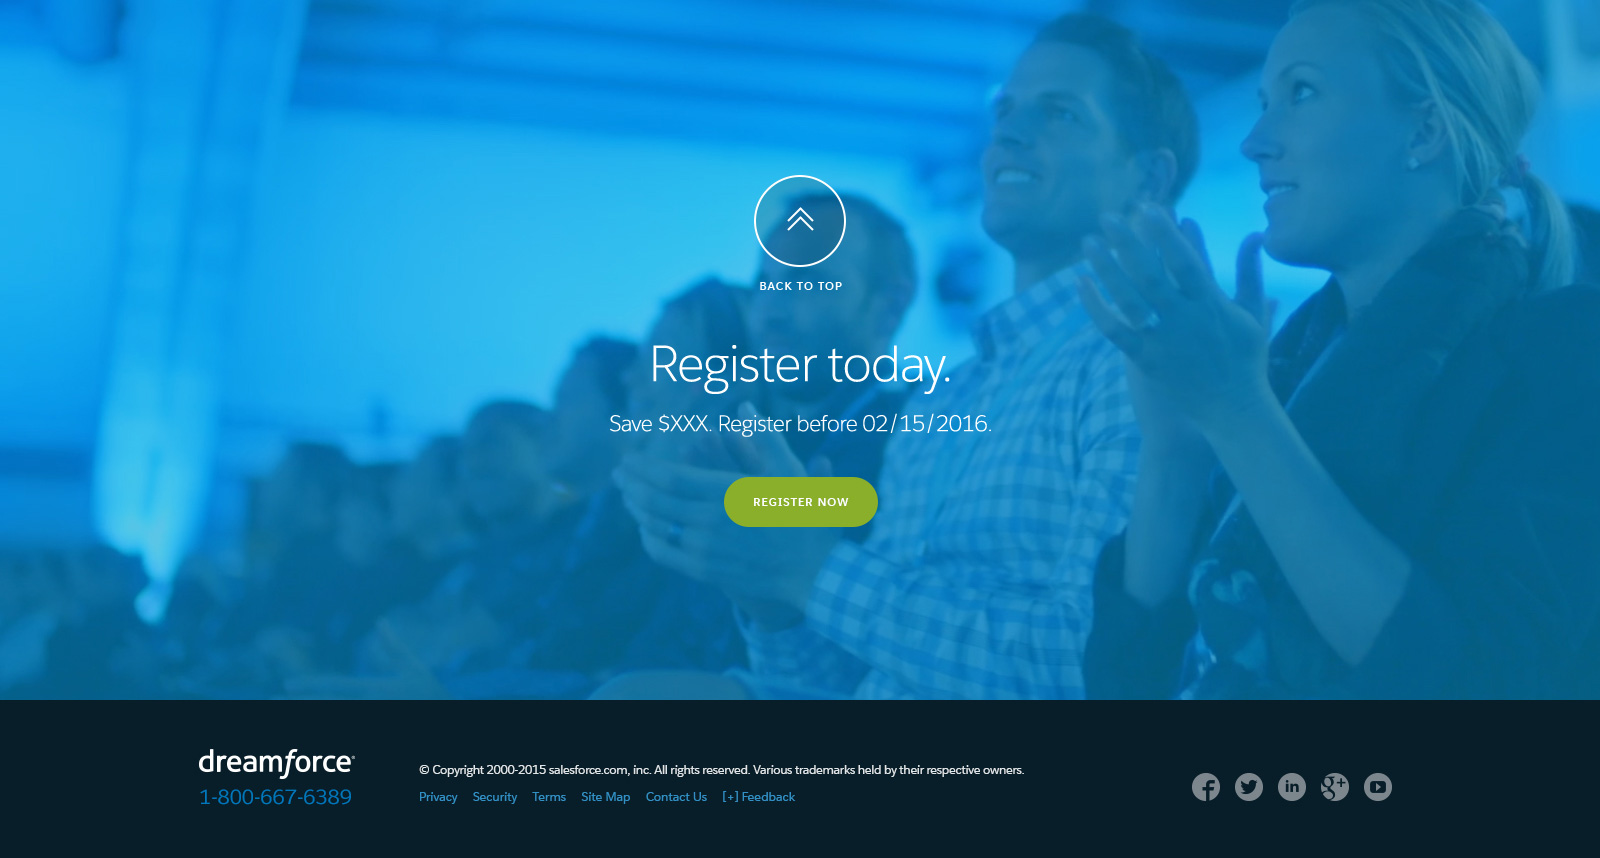 BACK TO TOP
Register today.
Save $XXX. Register before 02/15/2016.
REGISTER NOW
dreamforce®
1-800-667-6389
© Copyright 2000-2015 salesforce.com, inc. All rights reserved. Various trademarks held by their respective owners.
Privacy Security Terms Site Map Contact Us [+] Feedback
f in g+